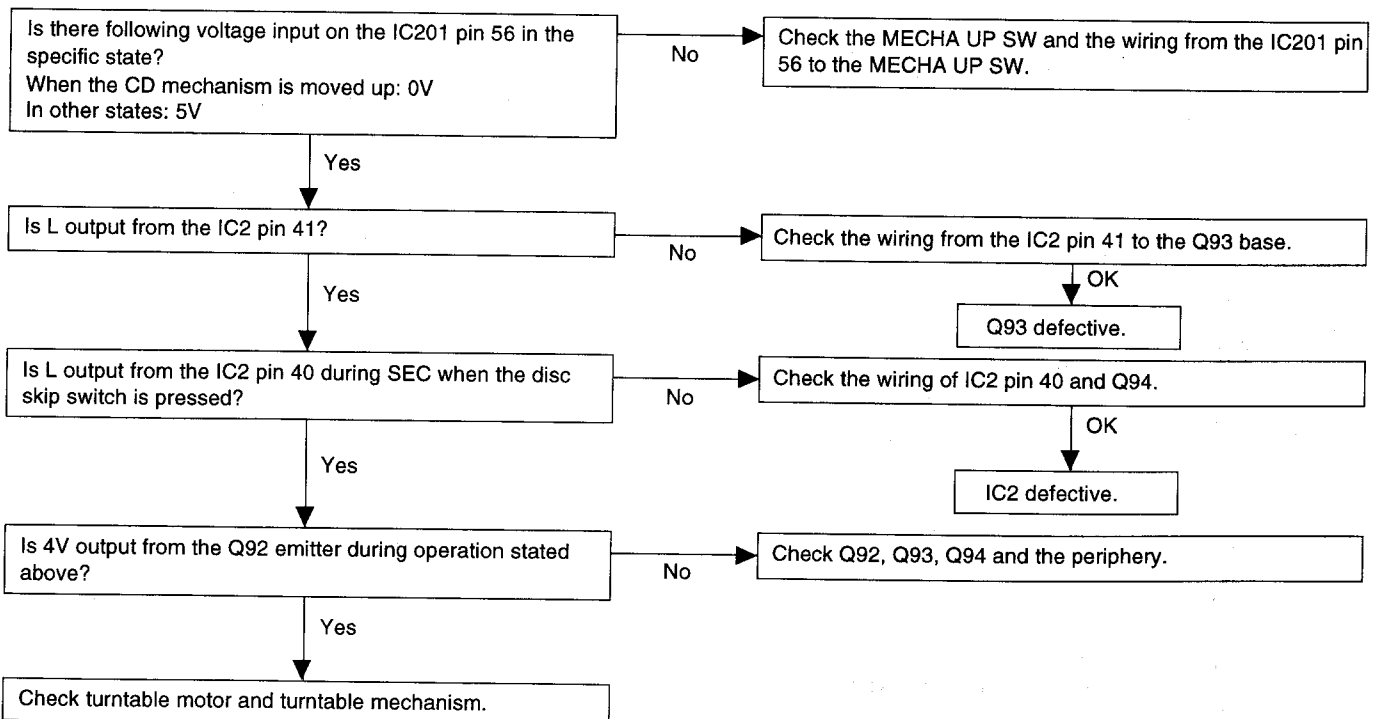 Is there following voltage input on the IC201 pin 56 in the
specific state?
When the CD mechanism is moved up: 0V
In other states: 5V
No
Check the MECHA UP SW and the wiring from the IC201 pin
56 to the MECHA UP SW.
Yes
Is L output from the IC2 pin 41?
No
Check the wiring from the IC2 pin 41 to the Q93 base.
OK
Q93 defective.
Yes
Is L output from the IC2 pin 40 during SEC when the disc
skip switch is pressed?
No
Check the wiring of IC2 pin 40 and Q94.
OK
IC2 defective.
Yes
Is 4V output from the Q92 emitter during operation stated
above?
No
Check Q92, Q93, Q94 and the periphery.
Yes
Check turntable motor and turntable mechanism.